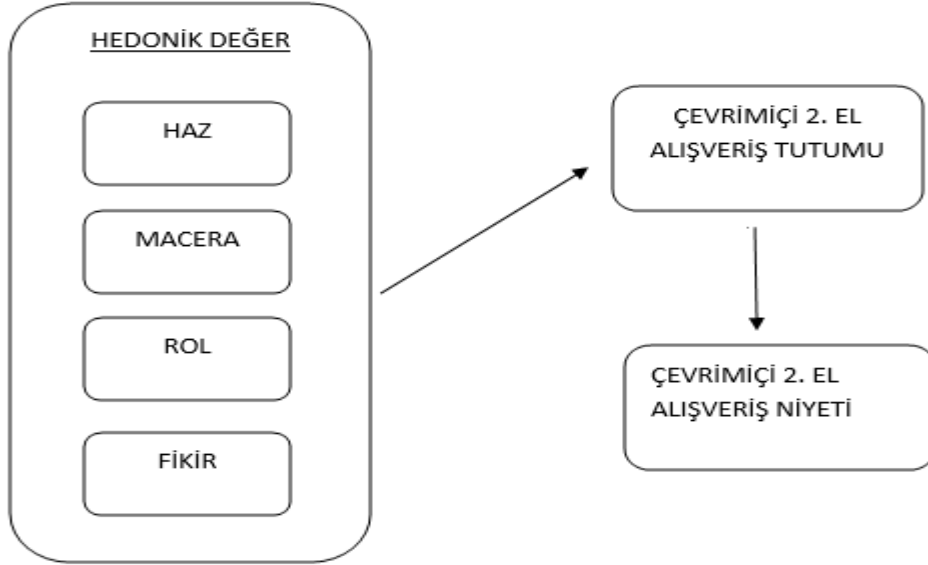 HEDONİK DEĞER
HAZ
MACERA
ROL
FİKİR
ÇEVRİMİÇİ 2. EL
ALIŞVERİŞ TUTUMU
ÇEVRİMİÇİ 2. EL
ALIŞVERİŞ NİYETİ